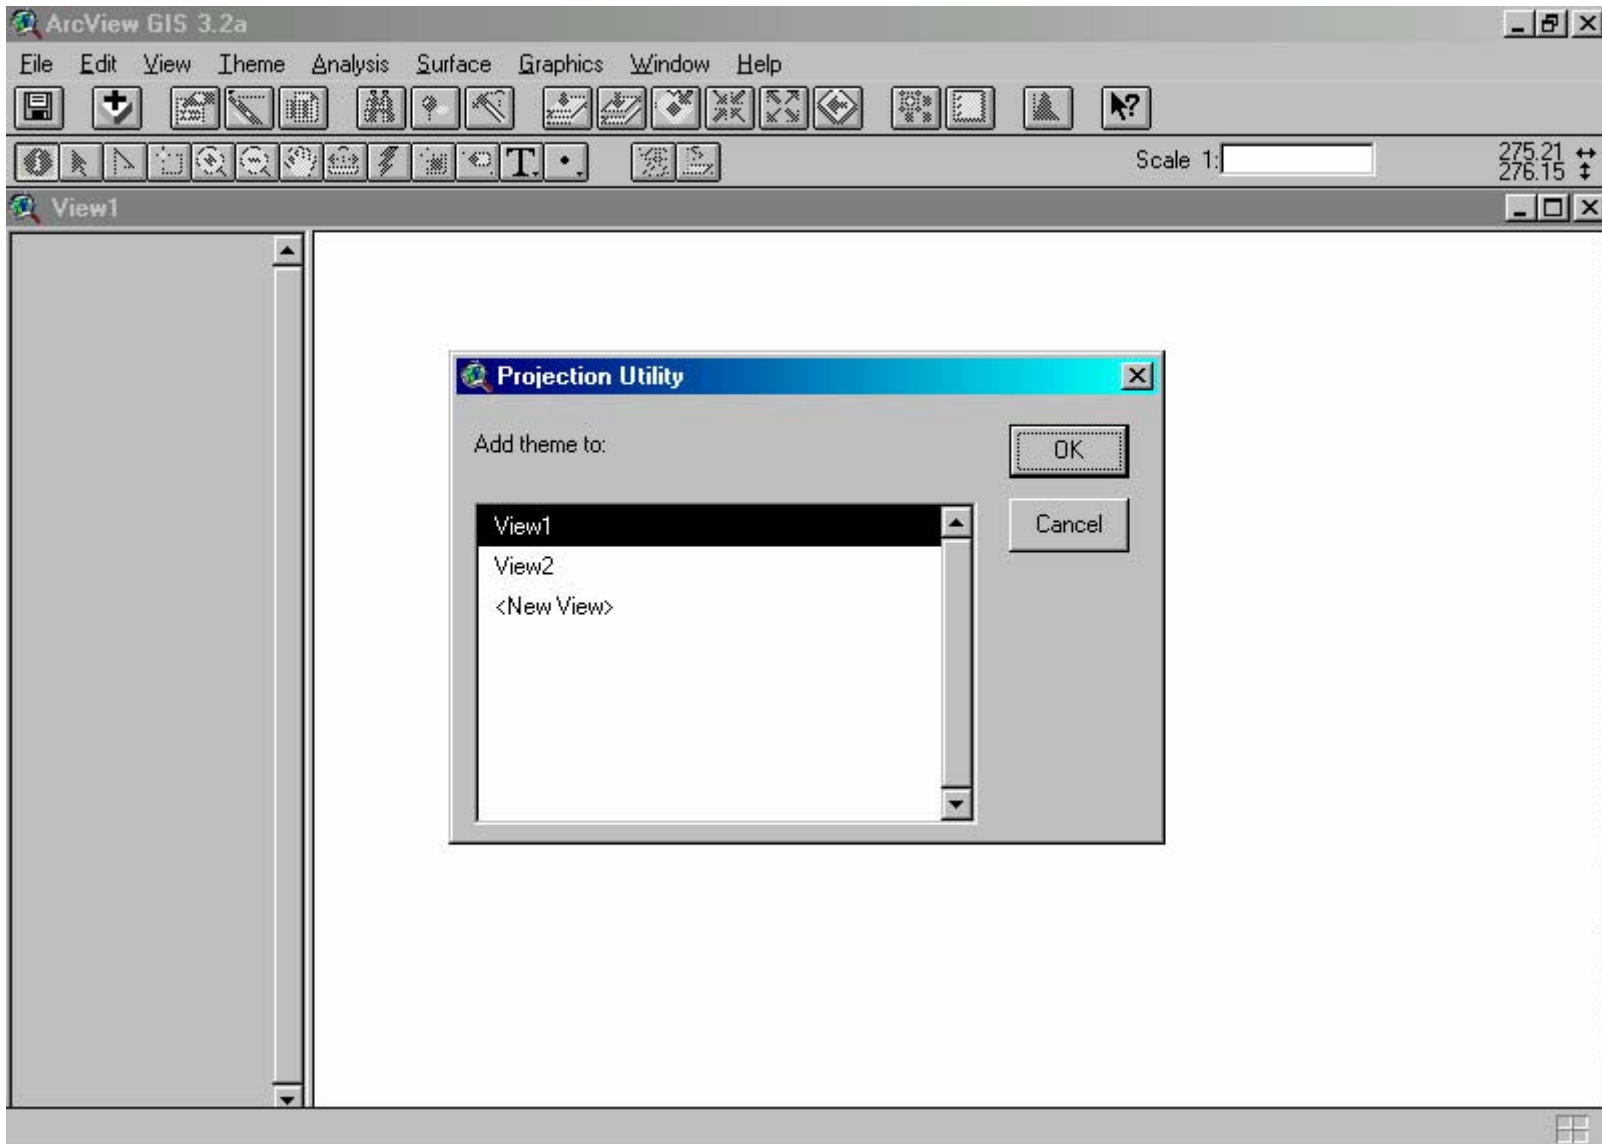 ArcView GIS 3.2a
File Edit View Theme Analysis Surface Graphics Window Help
T
Scale 1:
275.21
276.15
View1
Projection Utility
Add theme to:
OK
View1
Cancel
View2
<New View>